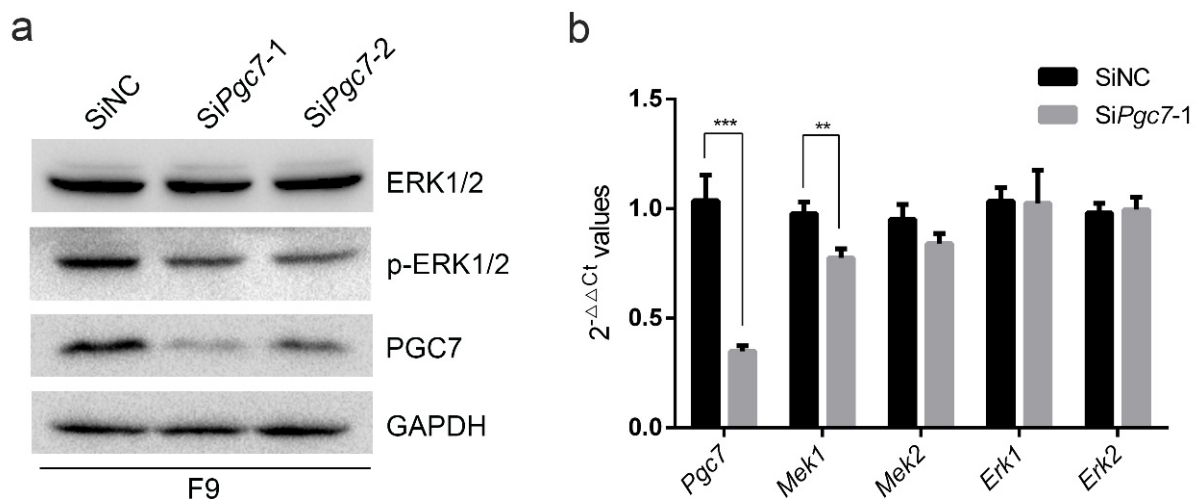 a
SiNC
SiPgc7-1
SiPgc7-2
ERK1/2
p-ERK1/2
PGC7
GAPDH
F9
b
SiNC
SiPgc7-1
2^-△△Ct values
1.5
1.0
0.5
0.0
***
**
Pgc7
Mek1
Mek2
Erk1
Erk2